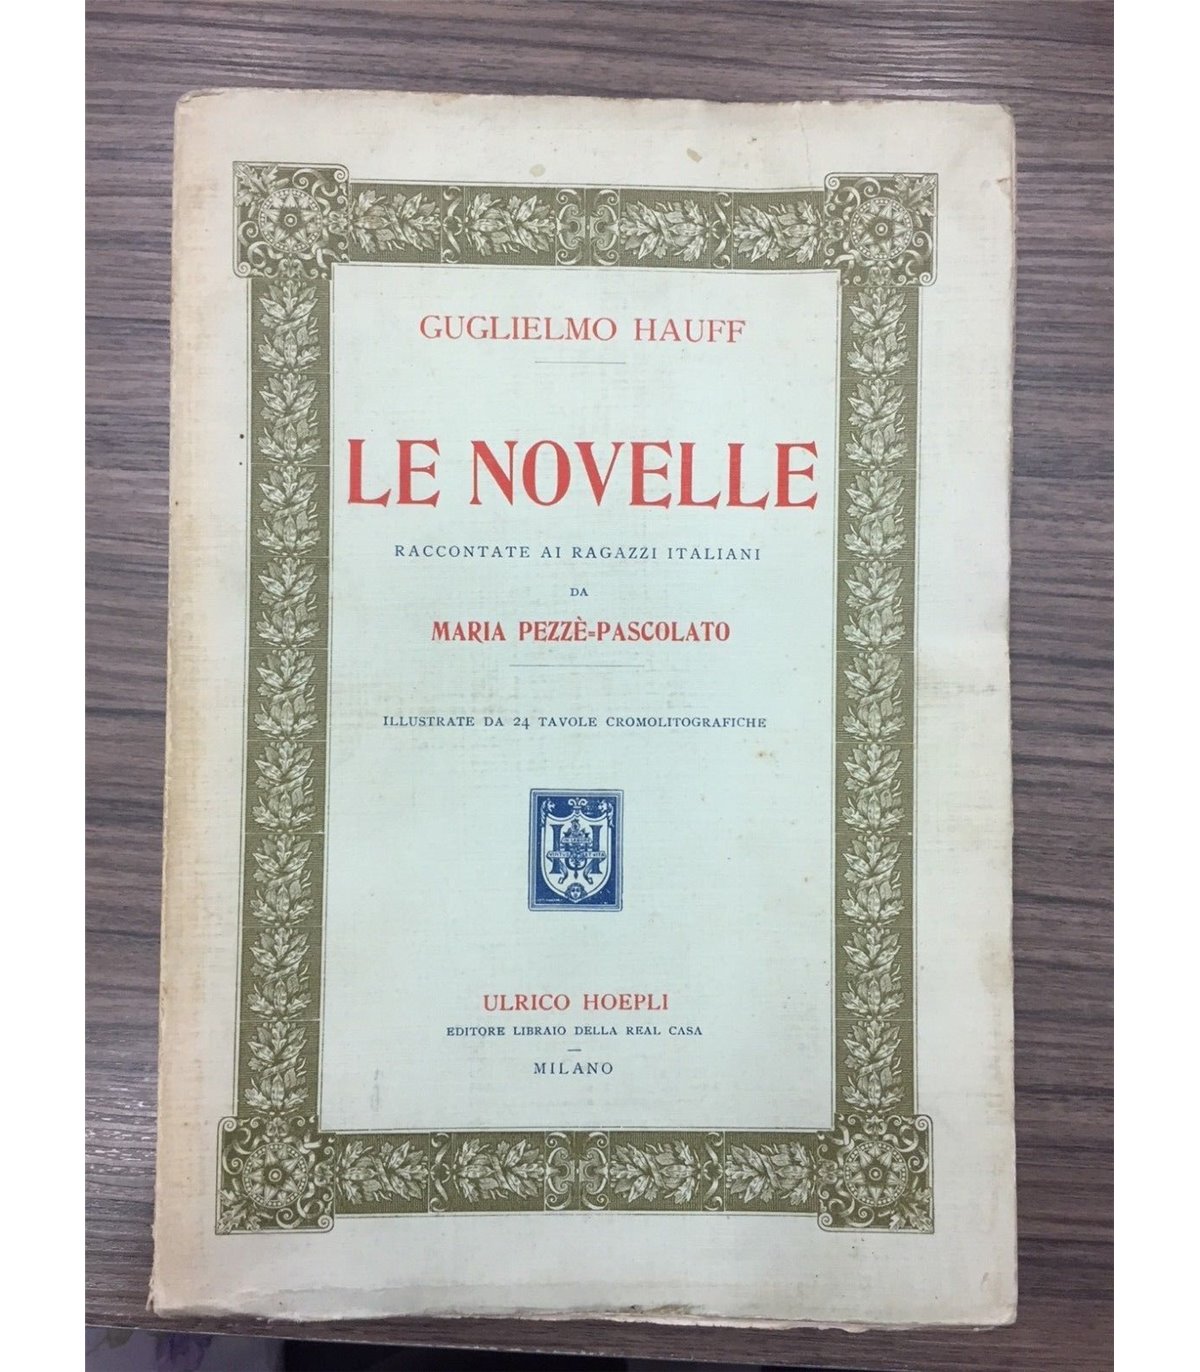 GUGLIELMO HAUFF
LE NOVELLE
RACCONTATE AI RAGAZZI ITALIANI
DA
MARIA PEZZÈ=PASCOLATO
ILLUSTRATE DA 24 TAVOLE CROMOLITOGRAFICHE
ULRICO HOEPLI
EDITORE LIBRAIO DELLA REAL CASA
MILANO